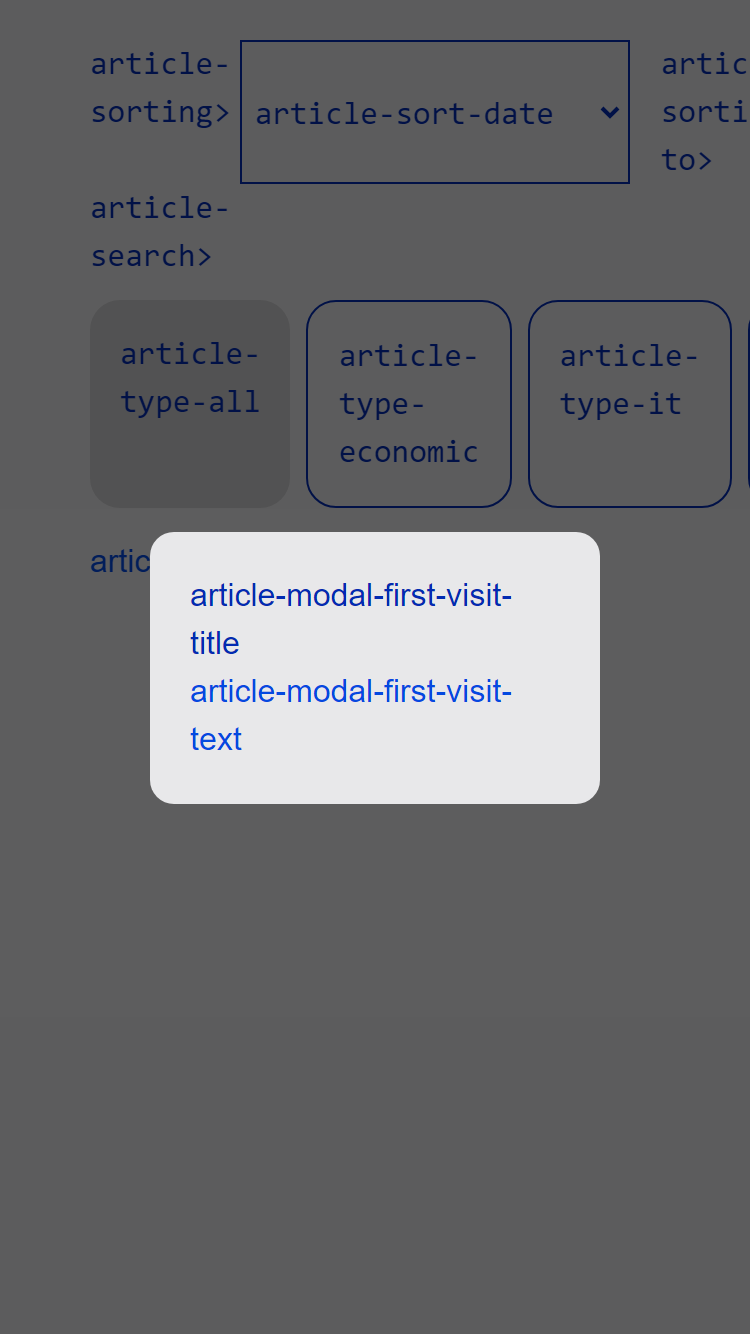 article-
sorting>
article-sort-date
artic
sorti
to>
article-
search>
article-
type-all
article-
type-
economic
article-
type-it
artic
article-modal-first-visit-
title
article-modal-first-visit-
text